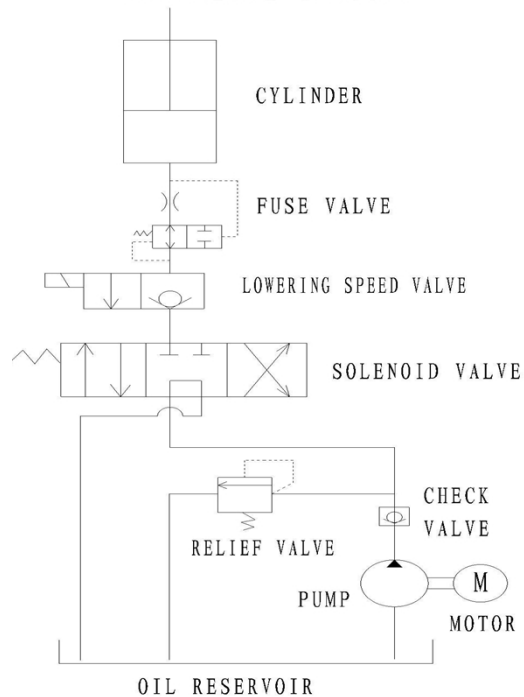 CYLINDER
FUSE VALVE
LOWERING SPEED VALVE
SOLENOID VALVE
CHECK
VALVE
RELIEF VALVE
PUMP
M
MOTOR
OIL RESERVOIR